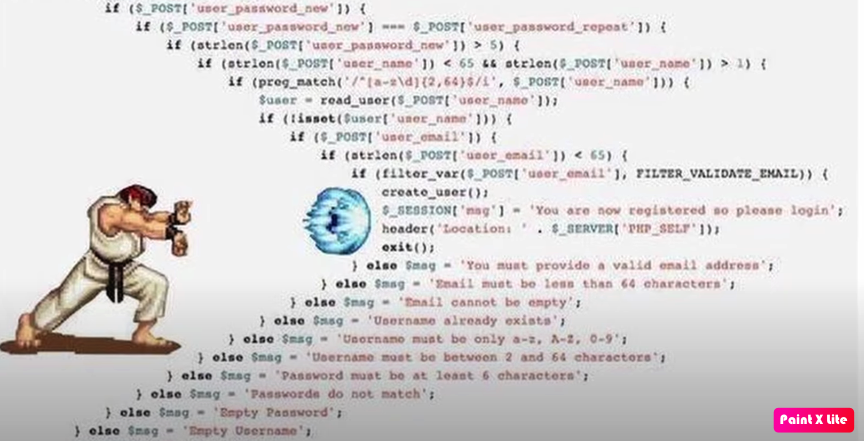 if ($_POST['user_password_new']) {
if ($_POST['user_password_new'] === $_POST['user_password_repeat']) {
if (strlen($_POST['user_password_new']) > 5) {
if (strlen($_POST['user_name']) < 65 && strlen($_POST['user_name']) > 1) {
if (preg_match('/^[a-z\d]{2,64}$/i', $_POST['user_name'])) {
$user = read_user($_POST['user_name']);
if (!isset($user['user_name'])) {
if ($_POST['user_email']) {
if (strlen($_POST['user_email']) < 65) {
if (filter_var($_POST['user_email'], FILTER_VALIDATE_EMAIL)) {
create_user();
$_SESSION['msg'] = 'You are now registered so please login';
header('Location: ' . $_SERVER['PHP_SELF']);
exit();
} else $msg = 'You must provide a valid email address';
} else $msg = 'Email must be less than 64 characters';
} else $msg = 'Email cannot be empty';
} else $msg = 'Username already exists';
} else $msg = 'Username must be only a-z, A-Z, 0-9';
} else $msg = 'Username must be between 2 and 64 characters';
} else $msg = 'Password must be at least 6 characters';
} else $msg = 'Passwords do not match';
} else $msg = 'Empty Password';
} else $msg = 'Empty Username';
Paint X Lite